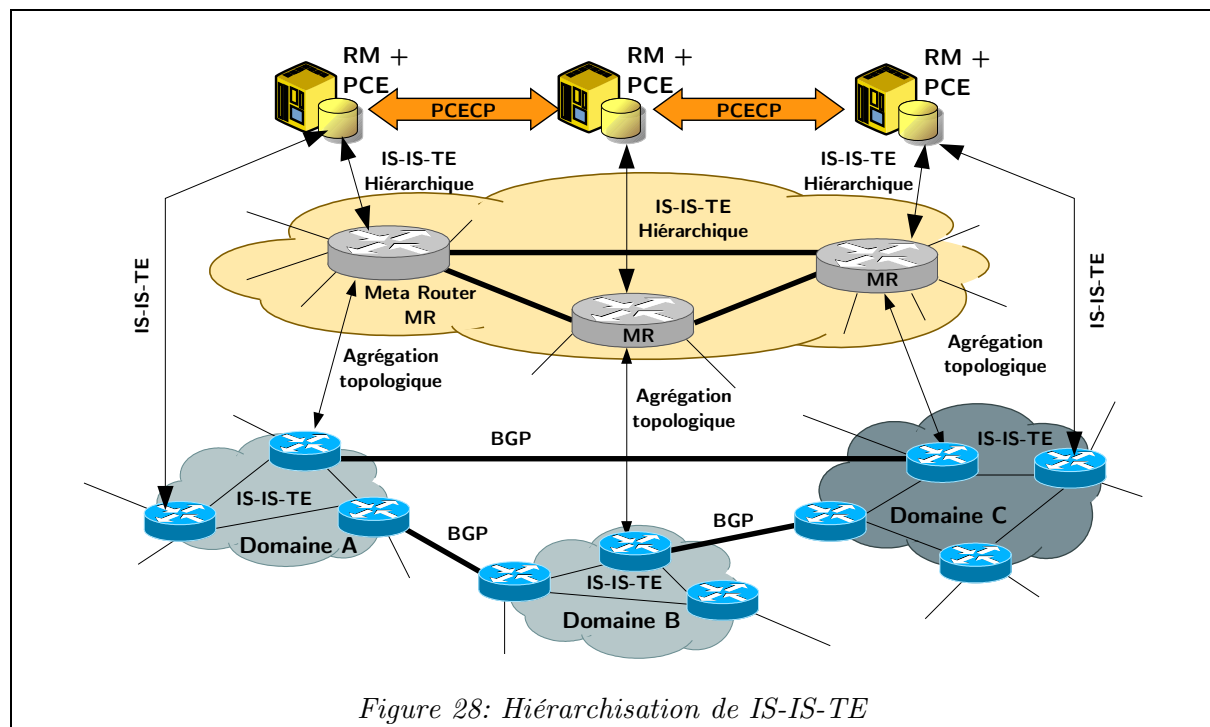 RM +
PCE
RM +
PCE
RM +
PCE
PCECP
PCECP
IS-IS-TE
Hiérarchique
IS-IS-TE
Hiérarchique
IS-IS-TE
Hiérarchique
IS-IS-TE
IS-IS-TE
Meta Router
MR
MR
MR
Agrégation
topologique
Agrégation
topologique
Agrégation
topologique
BGP
IS-IS-TE
IS-IS-TE
Domaine A
BGP
BGP
Domaine C
IS-IS-TE
Domaine B
Figure 28: Hiérarchisation de IS-IS-TE